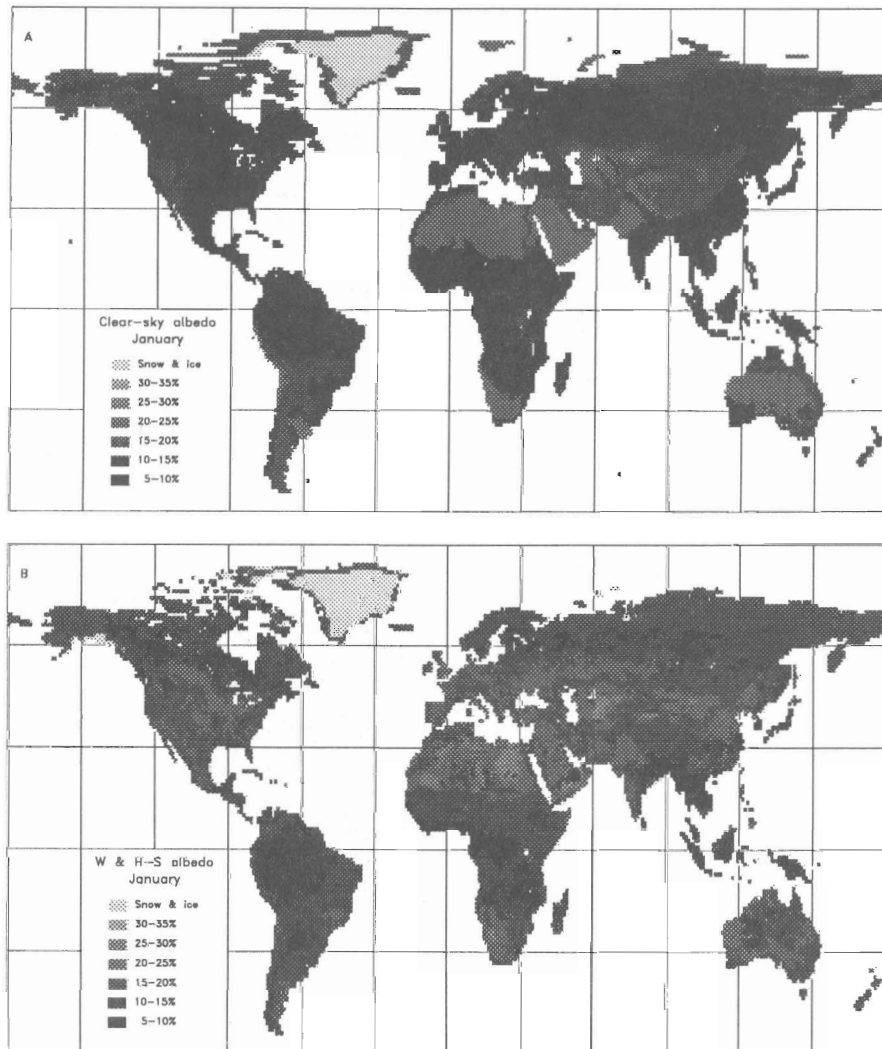 A
Clear-sky albedo
January
Snow & ice
30-35%
25-30%
20-25%
15-20%
10-15%
5-10%
B
W & H-S albedo
January
Snow & ice
30-35%
25-30%
20-25%
15-20%
10-15%
5-10%